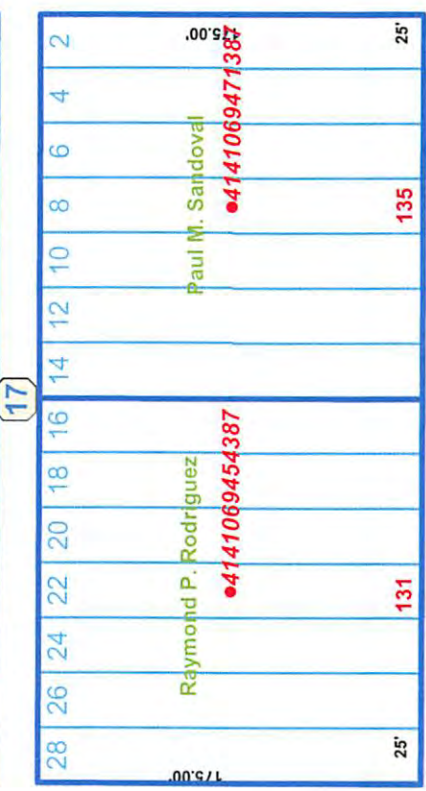 17
28 26 24 22 20 18 16 14 12 10 8 6 4 2
175.00' 175.00'
Raymond P. Rodriguez Paul M. Sandoval
4141069454387 4141069471387
25' 131 135 25'